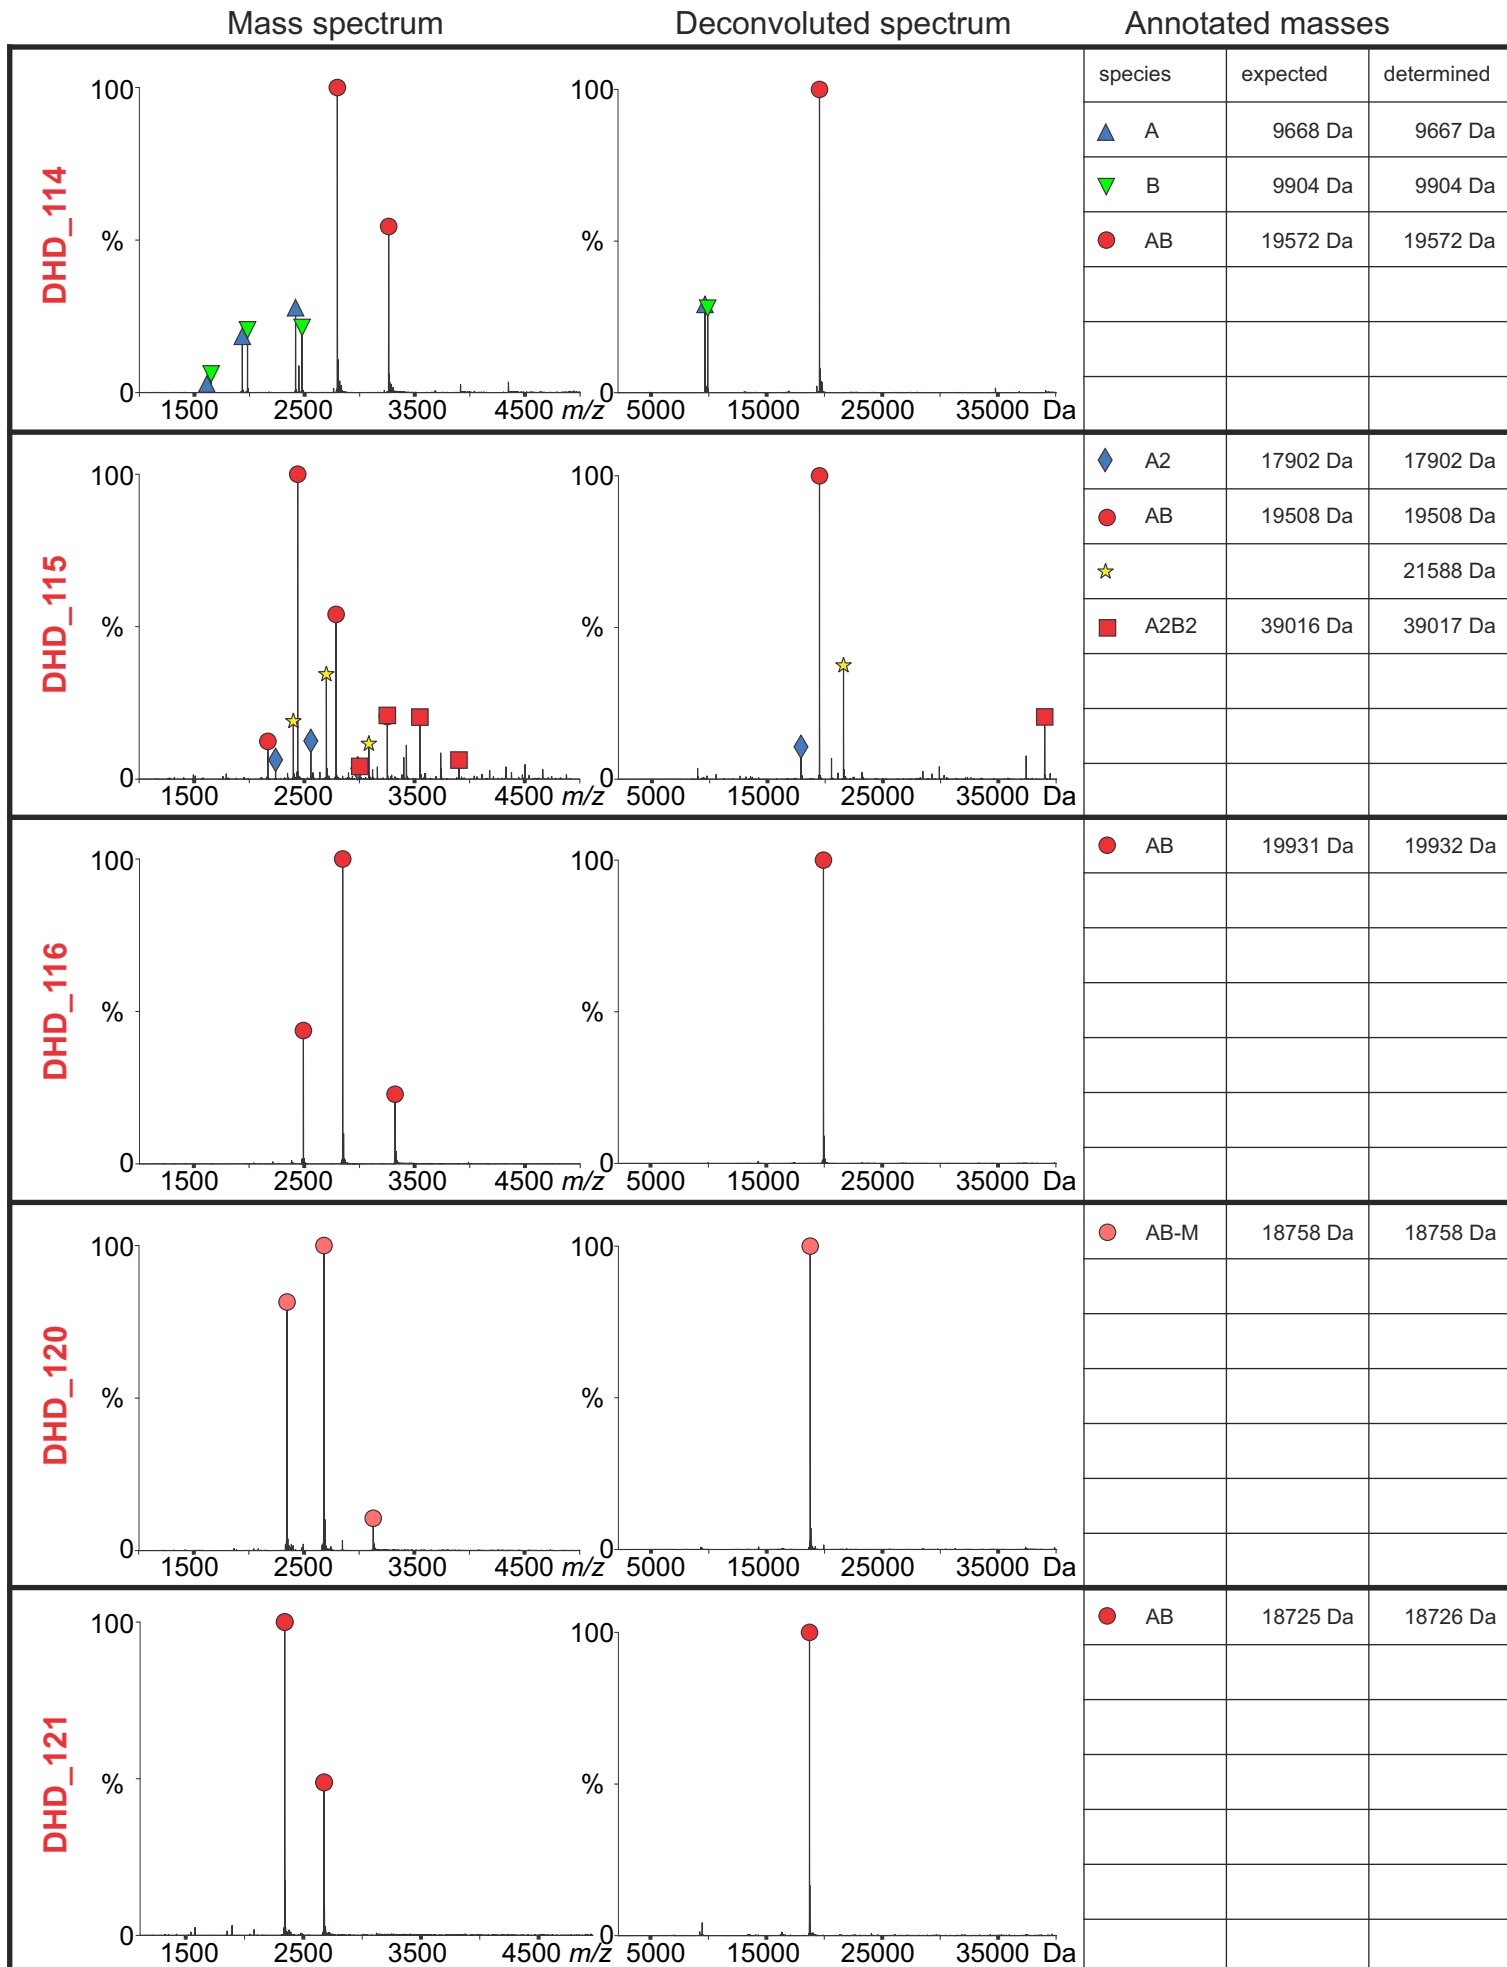 Mass spectrum Deconvoluted spectrum Annotated masses
DHD_114
100
%
0
1500 2500 3500 4500 m/z
100
%
0
5000 15000 25000 35000 Da
species expected determined
A 9668 Da 9667 Da
B 9904 Da 9904 Da
AB 19572 Da 19572 Da
DHD_115
100
%
0
1500 2500 3500 4500 m/z
100
%
0
5000 15000 25000 35000 Da
A2 17902 Da 17902 Da
AB 19508 Da 19508 Da
21588 Da
A2B2 39016 Da 39017 Da
DHD_116
100
%
0
1500 2500 3500 4500 m/z
100
%
0
5000 15000 25000 35000 Da
AB 19931 Da 19932 Da
DHD_120
100
%
0
1500 2500 3500 4500 m/z
100
%
0
5000 15000 25000 35000 Da
AB-M 18758 Da 18758 Da
DHD_121
100
%
0
1500 2500 3500 4500 m/z
100
%
0
5000 15000 25000 35000 Da
AB 18725 Da 18726 Da